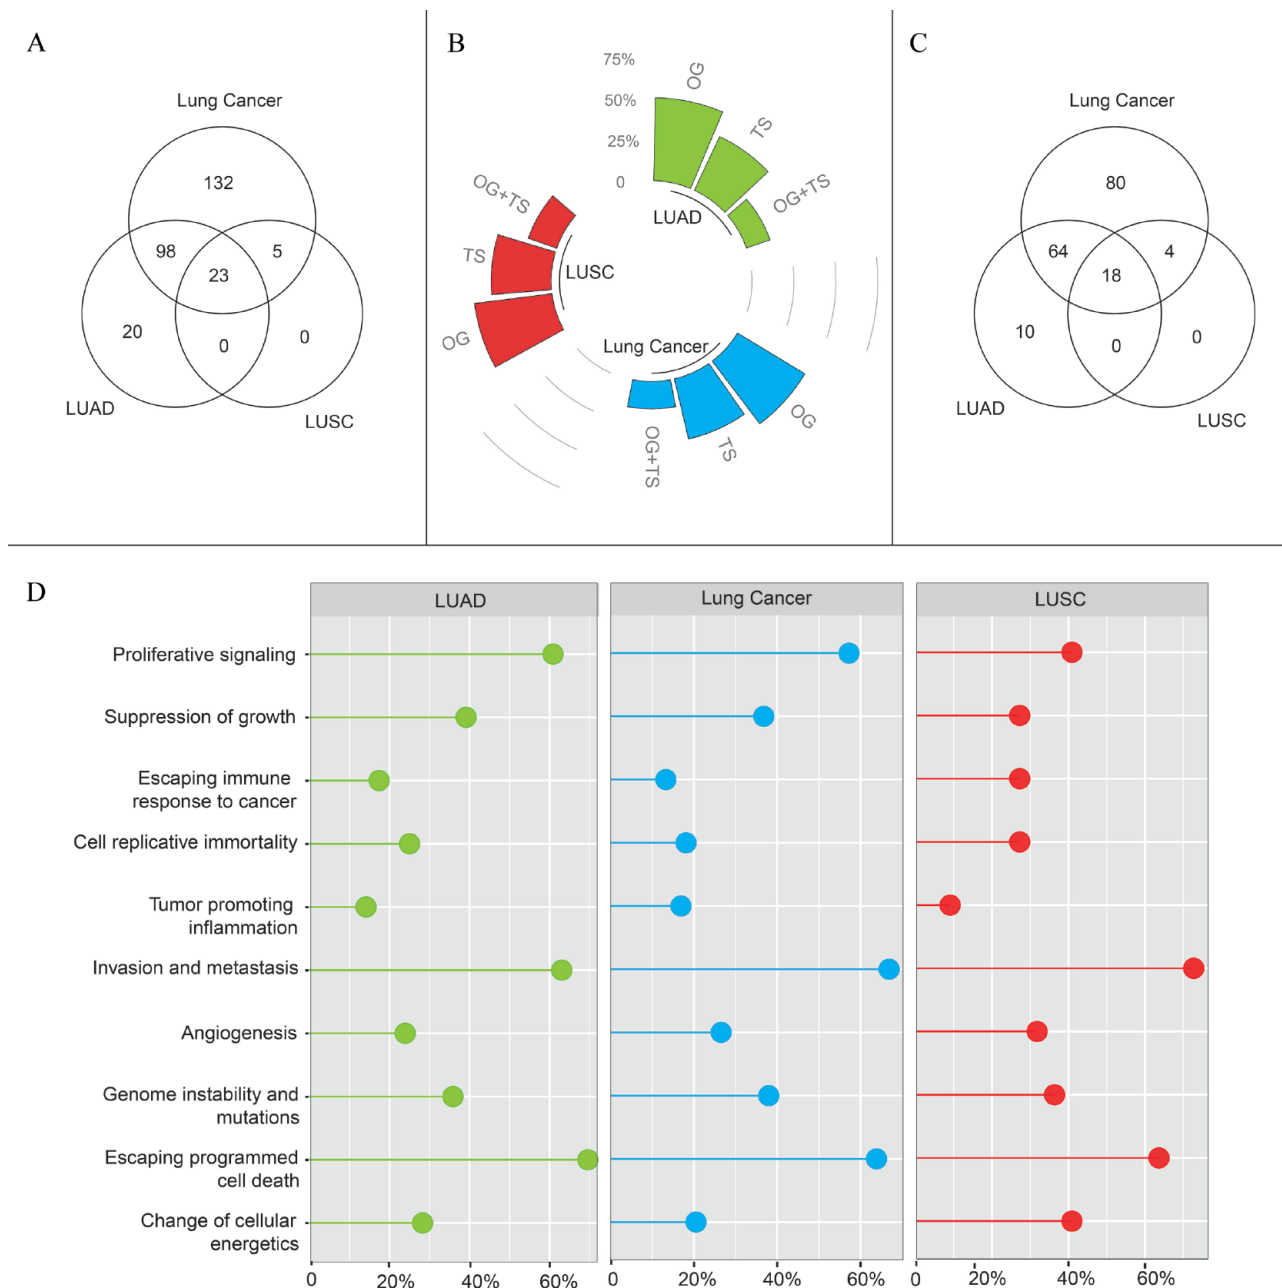 A
Lung Cancer
132
98
5
23
20
0
0
LUAD
LUSC
B
75%
50%
25%
0
OG
TS
OG+TS
LUAD
OG+TS
TS
OG
LUSC
Lung Cancer
OG
TS
OG+TS
C
Lung Cancer
80
64
4
18
10
0
0
LUAD
LUSC
D
LUAD
Lung Cancer
LUSC
Proliferative signaling
Suppression of growth
Escaping immune
response to cancer
Cell replicative immortality
Tumor promoting
inflammation
Invasion and metastasis
Angiogenesis
Genome instability and
mutations
Escaping programmed
cell death
Change of cellular
energetics
0 20% 40% 60%
0 20% 40% 60%
0 20% 40% 60%